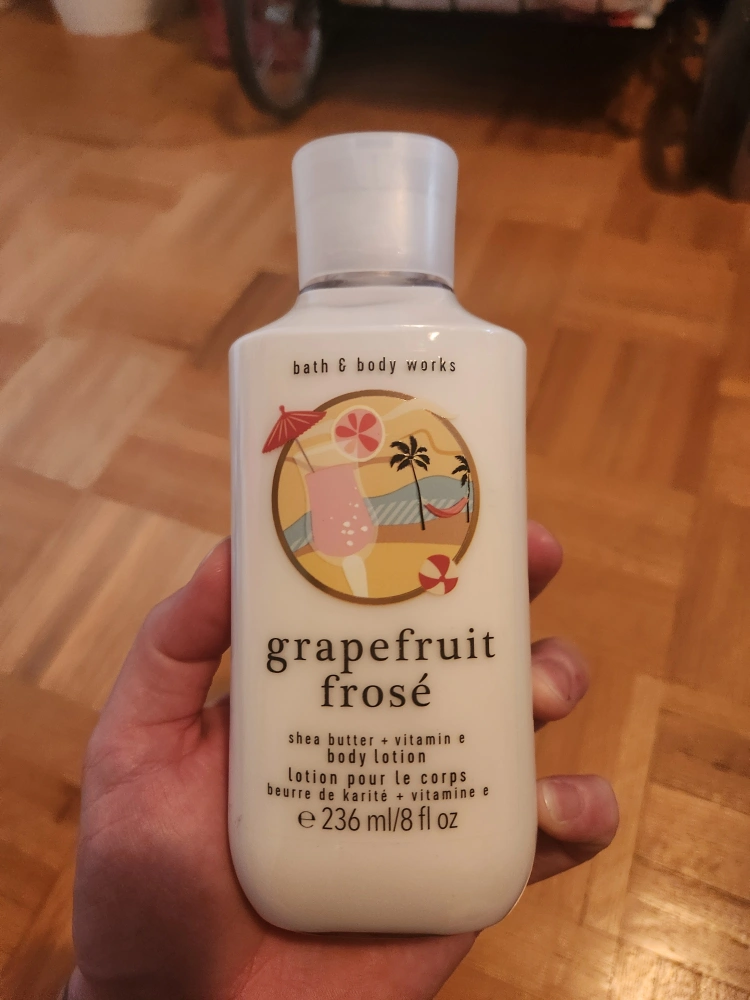 bath & body works
grapefruit
frosé
shea butter + vitamin e
body lotion
lotion pour le corps
beurre de karité + vitamine e
℮ 236 ml/8 fl oz